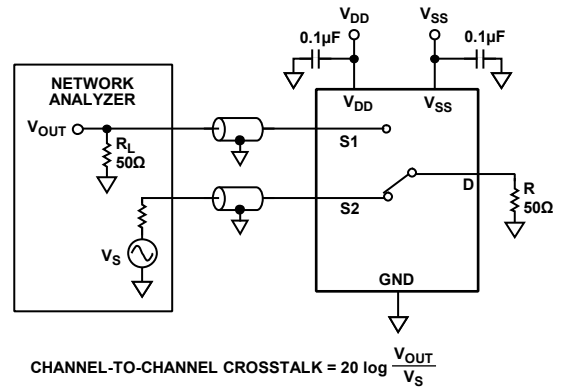 V_DD
V_SS
0.1µF
0.1µF
NETWORK
ANALYZER
V_DD
V_SS
V_OUT
R_L
50Ω
S1
S2
D
R
50Ω
V_S
GND
CHANNEL-TO-CHANNEL CROSSTALK = 20 log V_OUT / V_S